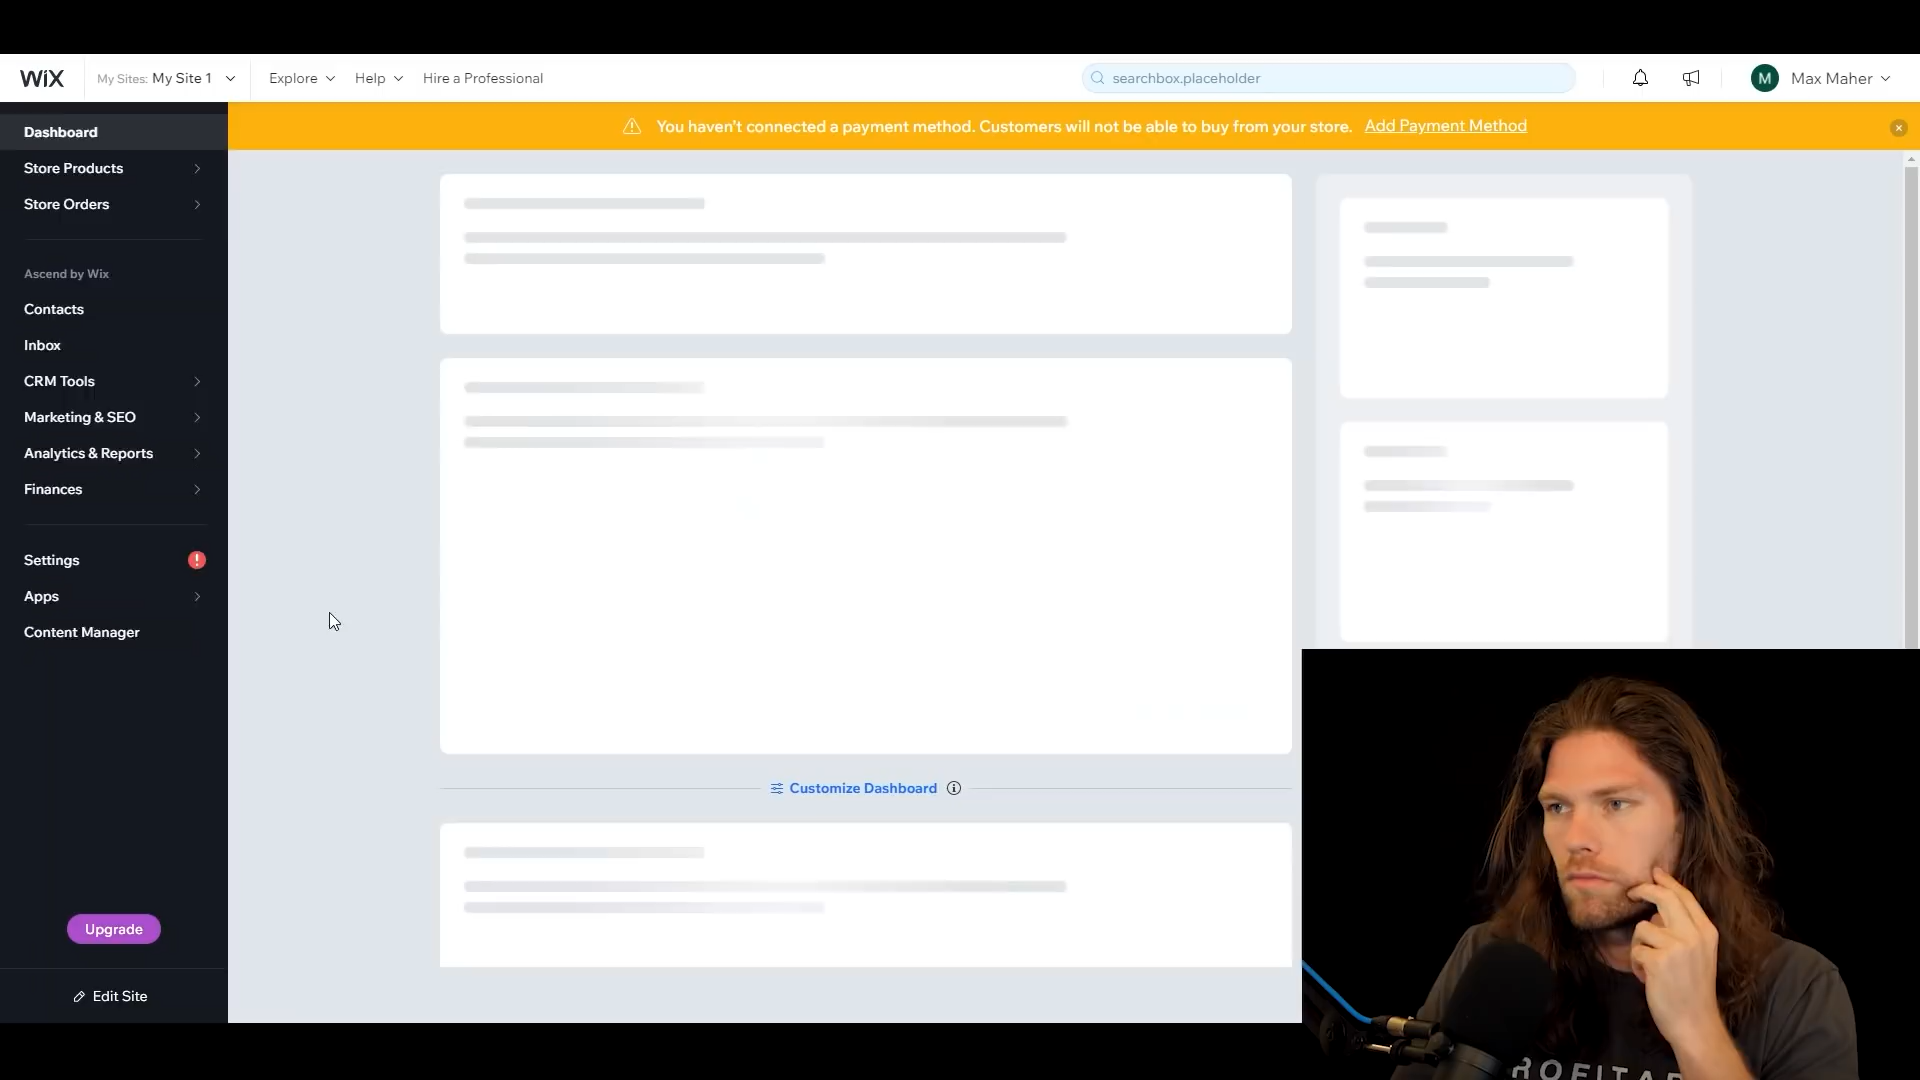 WiX
My Sites: My Site 1
Explore
Help
Hire a Professional
searchbox.placeholder
M
Max Maher
You haven't connected a payment method. Customers will not be able to buy from your store. Add Payment Method
Dashboard
Store Products
Store Orders
Ascend by Wix
Contacts
Inbox
CRM Tools
Marketing & SEO
Analytics & Reports
Finances
Settings
Apps
Content Manager
Customize Dashboard
Upgrade
Edit Site